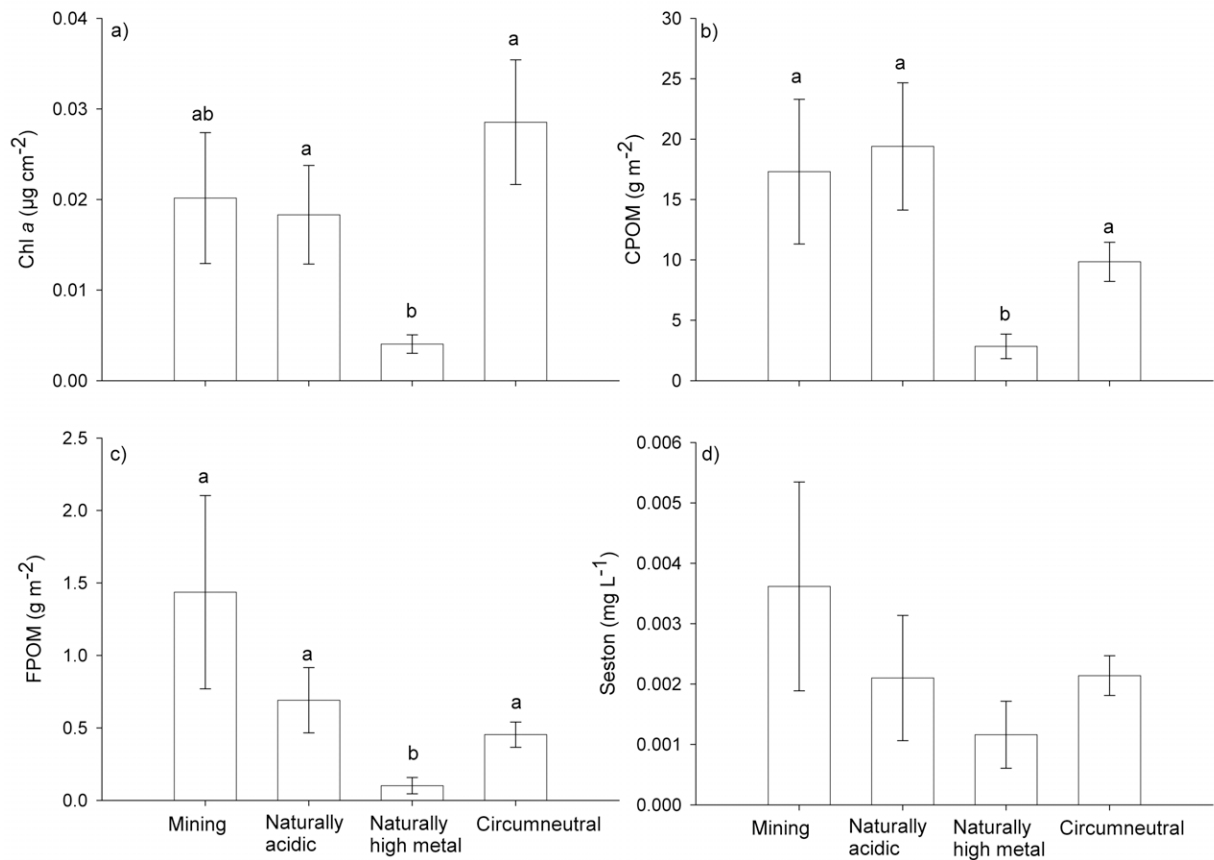 a)
Chl a (µg cm⁻²)
0.04
0.03
0.02
0.01
0.00
ab
a
b
a
b)
CPOM (g m⁻²)
30
25
20
15
10
5
0
a
a
b
a
c)
FPOM (g m⁻²)
2.5
2.0
1.5
1.0
0.5
0.0
a
a
b
a
Mining
Naturally
acidic
Naturally
high metal
Circumneutral
d)
Seston (mg L⁻¹)
0.006
0.005
0.004
0.003
0.002
0.001
0.000
Mining
Naturally
acidic
Naturally
high metal
Circumneutral